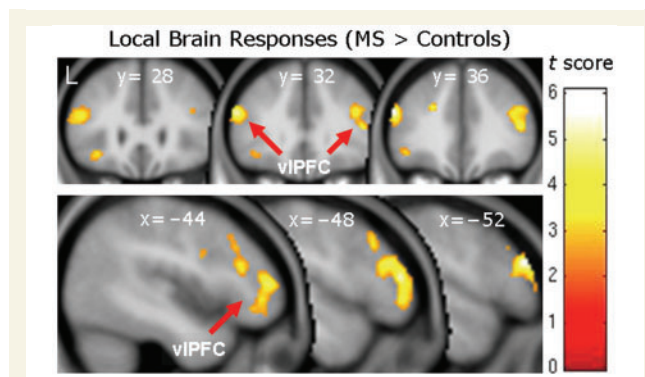 Local Brain Responses (MS > Controls)
t score
L
y= 28
y= 32
y= 36
vlPFC
x=-44
x=-48
x=-52
vlPFC
6
5
4
3
2
1
0